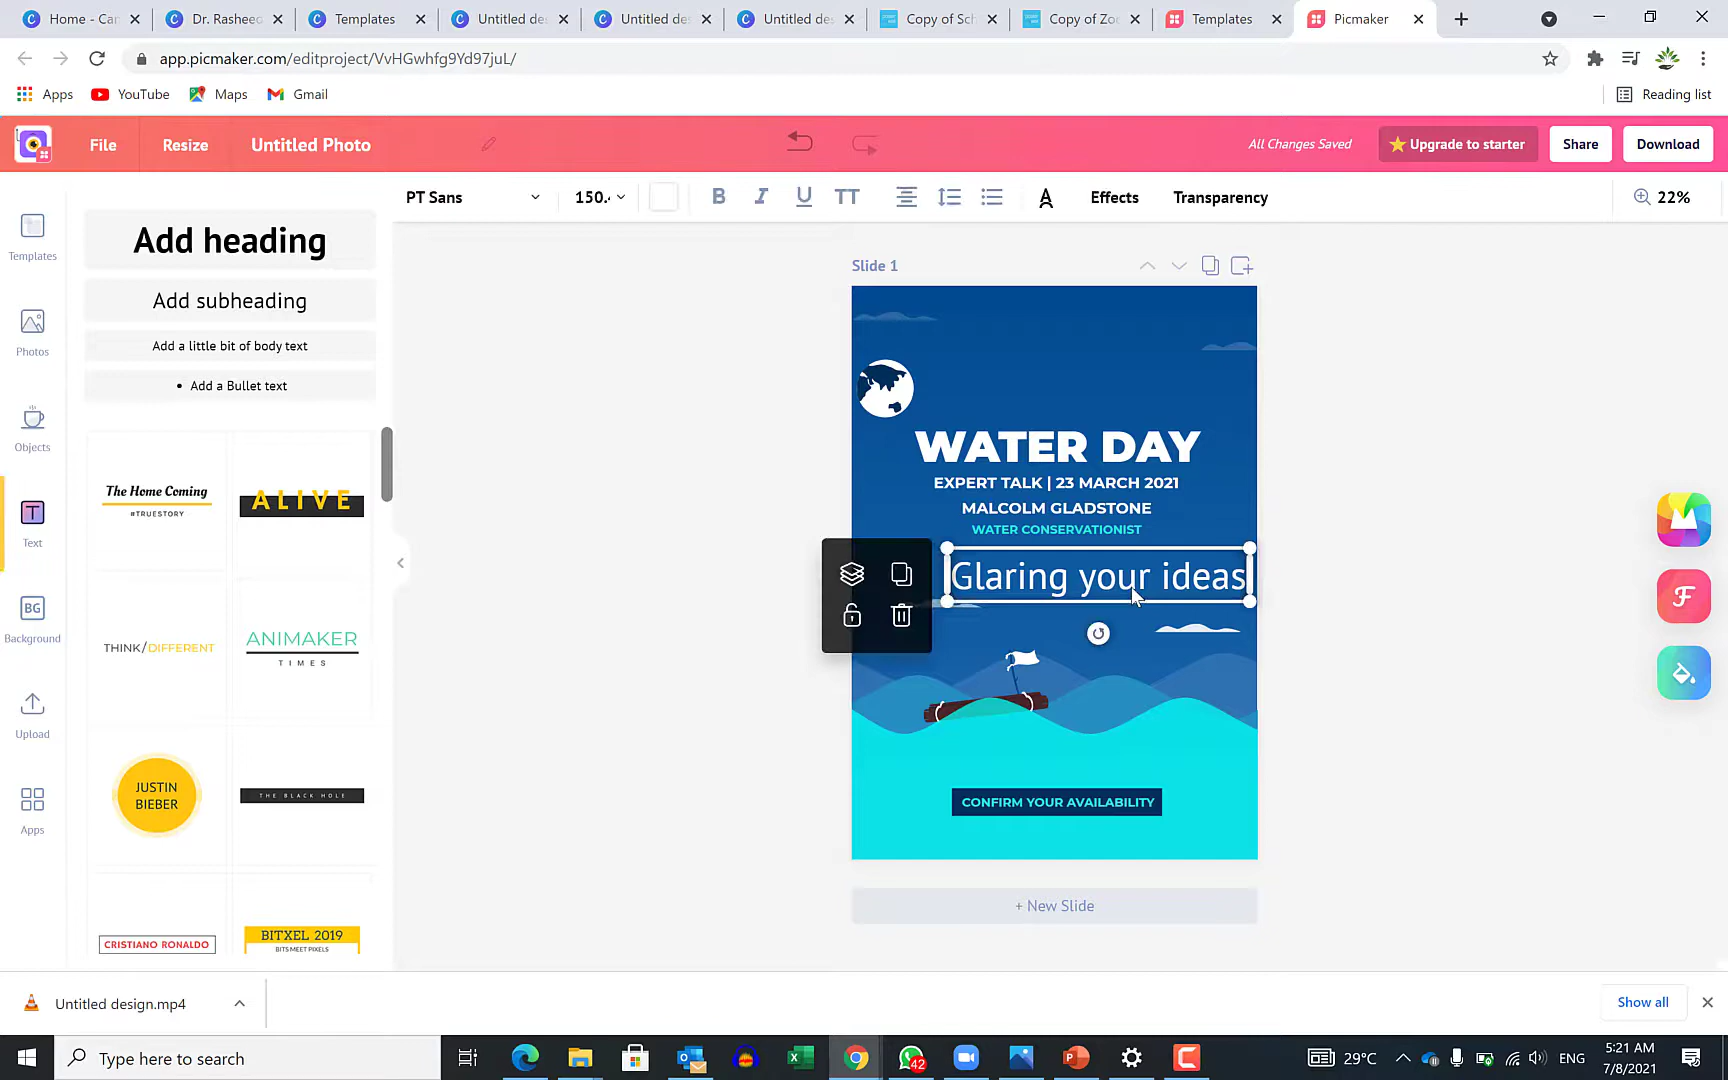 Home - Can
Dr. Rasheed
Templates
Untitled des
Untitled des
Untitled des
Copy of Sch
Copy of Zoo
Templates
Picmaker
app.picmaker.com/editproject/VvHGwhfg9Yd97juL/
Apps
YouTube
Maps
Gmail
Reading list
File
Resize
Untitled Photo
All Changes Saved
Upgrade to starter
Share
Download
PT Sans
150.
B
I
U
TT
A
Effects
Transparency
22%
Templates
Photos
Objects
Text
Background
Upload
Apps
T
BG
Add heading
Add subheading
Add a little bit of body text
• Add a Bullet text
The Home Coming
#TRUESTORY
ALIVE
THINK/DIFFERENT
ANIMAKER
TIMES
JUSTIN
BIEBER
THE BLACK HOLE
CRISTIANO RONALDO
BITXEL 2019
BITS MEET PIXELS
Slide 1
WATER DAY
EXPERT TALK | 23 MARCH 2021
MALCOLM GLADSTONE
WATER CONSERVATIONIST
Glaring your ideas
CONFIRM YOUR AVAILABILITY
+ New Slide
F
Untitled design.mp4
Show all
Type here to search
42
29°C
ENG
5:21 AM
7/8/2021